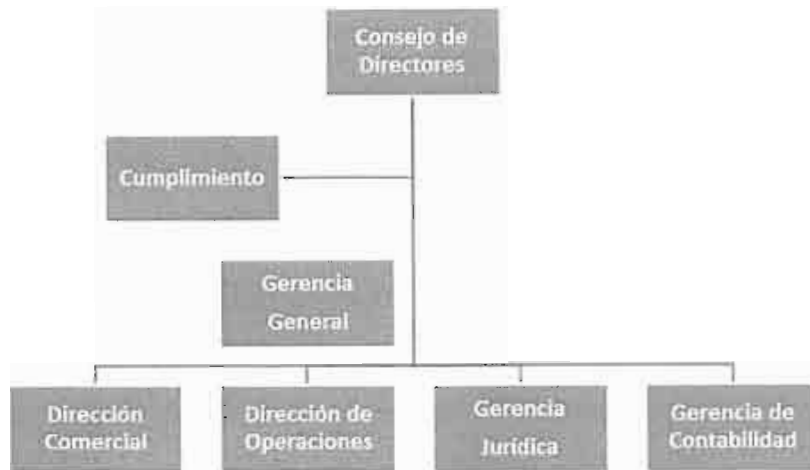 Consejo de
Directores
Cumplimiento
Gerencia
General
Dirección
Comercial
Dirección de
Operaciones
Gerencia
Jurídica
Gerencia de
Contabilidad